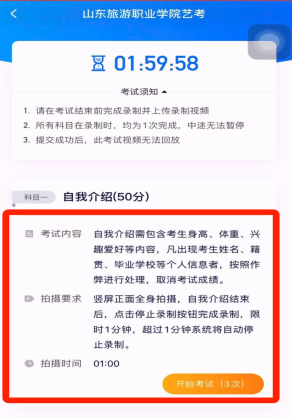 山东旅游职业学院艺考
01:59:58
考试须知
1. 请在考试结束前完成录制并上传录制视频
2. 所有科目在录制时，均为1次完成，中途无法暂停
3. 提交成功后，此考试视频无法回放
科目一 自我介绍(50分)
考试内容 自我介绍需包含考生身高、体重、兴
趣爱好等内容，凡出现考生姓名、籍
贯、毕业学校等个人信息者，按照作
弊进行处理，取消考试成绩。
拍摄要求 竖屏正面全身拍摄，自我介绍结束
后，点击停止录制按钮完成录制，限
时1分钟，超过1分钟系统将自动停
止录制。
拍摄时间 01:00
开始考试（3次）